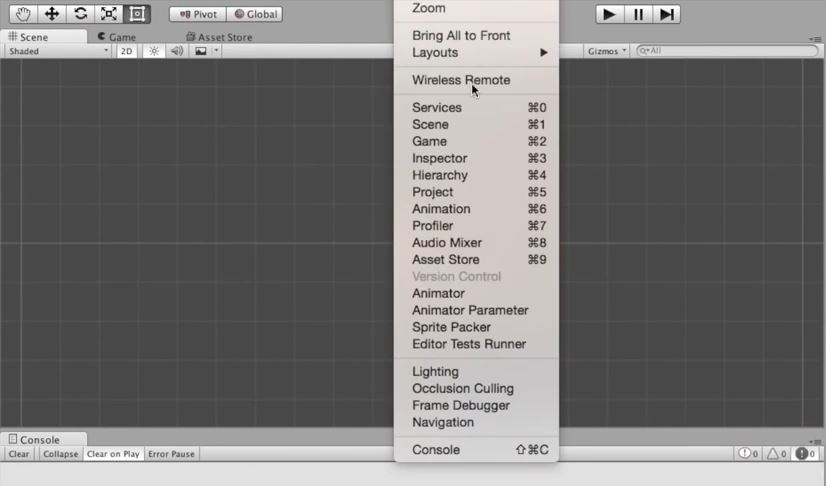 Zoom
Pivot Global
Scene Game Asset Store
Bring All to Front
Shaded 2D Gizmos All
Layouts
Wireless Remote
Services ⌘0
Scene ⌘1
Game ⌘2
Inspector ⌘3
Hierarchy ⌘4
Project ⌘5
Animation ⌘6
Profiler ⌘7
Audio Mixer ⌘8
Asset Store ⌘9
Version Control
Animator
Animator Parameter
Sprite Packer
Editor Tests Runner
Lighting
Occlusion Culling
Frame Debugger
Navigation
Console ⇧⌘C
Console
Clear Collapse Clear on Play Error Pause 0 0 0